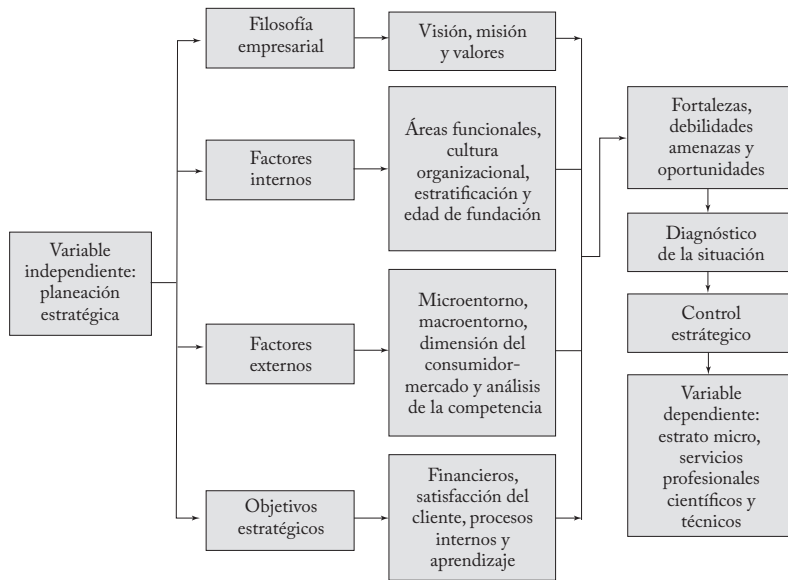 Variable
independiente:
planeación
estratégica
Filosofía
empresarial
Visión, misión
y valores
Factores
internos
Áreas funcionales,
cultura
organizacional,
estratificación y
edad de fundación
Factores
externos
Microentorno,
macroentorno,
dimensión del
consumidor-
mercado y análisis
de la competencia
Objetivos
estratégicos
Financieros,
satisfacción del
cliente, procesos
internos y
aprendizaje
Fortalezas,
debilidades
amenazas y
oportunidades
Diagnóstico
de la situación
Control
estrátegico
Variable
dependiente:
estrato micro,
servicios
profesionales
científicos y
técnicos